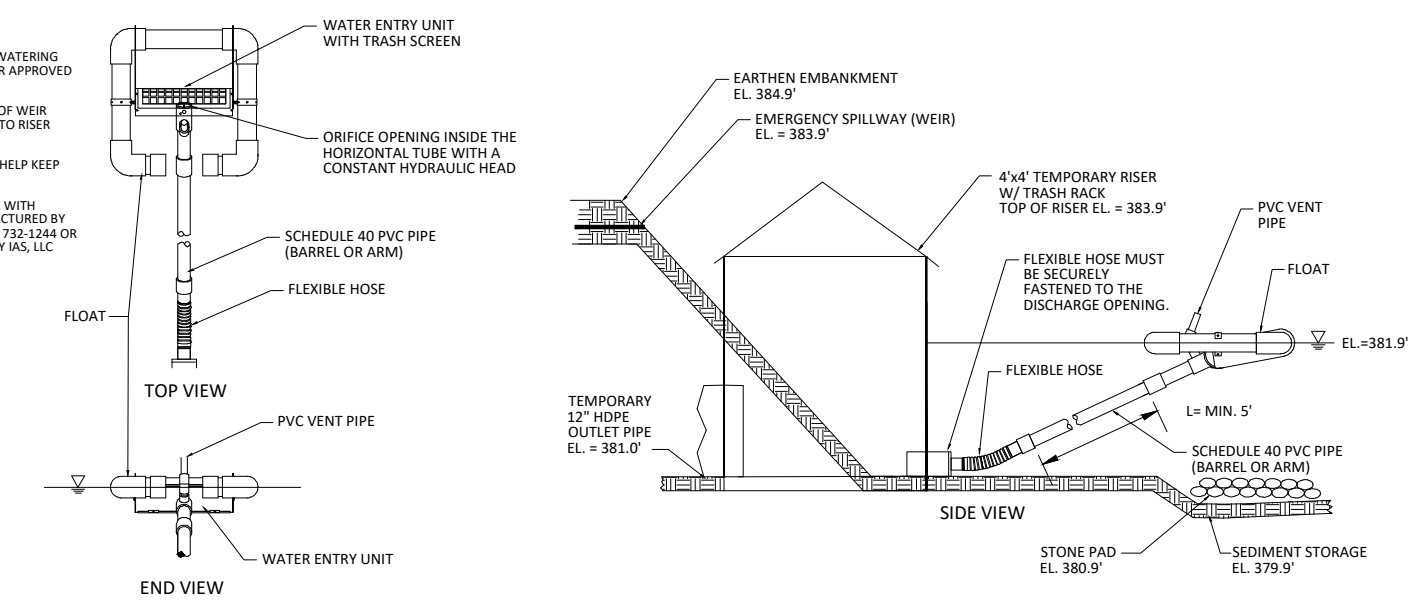 WATERING
R APPROVED
OF WEIR
TO RISER
HELP KEEP
WITH
CTURED BY
732-1244 OR
Y IAS, LLC
WATER ENTRY UNIT
WITH TRASH SCREEN
ORIFICE OPENING INSIDE THE
HORIZONTAL TUBE WITH A
CONSTANT HYDRAULIC HEAD
SCHEDULE 40 PVC PIPE
(BARREL OR ARM)
FLEXIBLE HOSE
FLOAT
TOP VIEW
PVC VENT PIPE
WATER ENTRY UNIT
END VIEW
EARTHEN EMBANKMENT
EL. 384.9'
EMERGENCY SPILLWAY (WEIR)
EL. = 383.9'
4'x4' TEMPORARY RISER
W/ TRASH RACK
TOP OF RISER EL. = 383.9'
PVC VENT
PIPE
FLEXIBLE HOSE MUST
BE SECURELY
FASTENED TO THE
DISCHARGE OPENING.
FLOAT
EL.=381.9'
FLEXIBLE HOSE
TEMPORARY
12" HDPE
OUTLET PIPE
EL. = 381.0'
L= MIN. 5'
SCHEDULE 40 PVC PIPE
(BARREL OR ARM)
SIDE VIEW
STONE PAD
EL. 380.9'
SEDIMENT STORAGE
EL. 379.9'